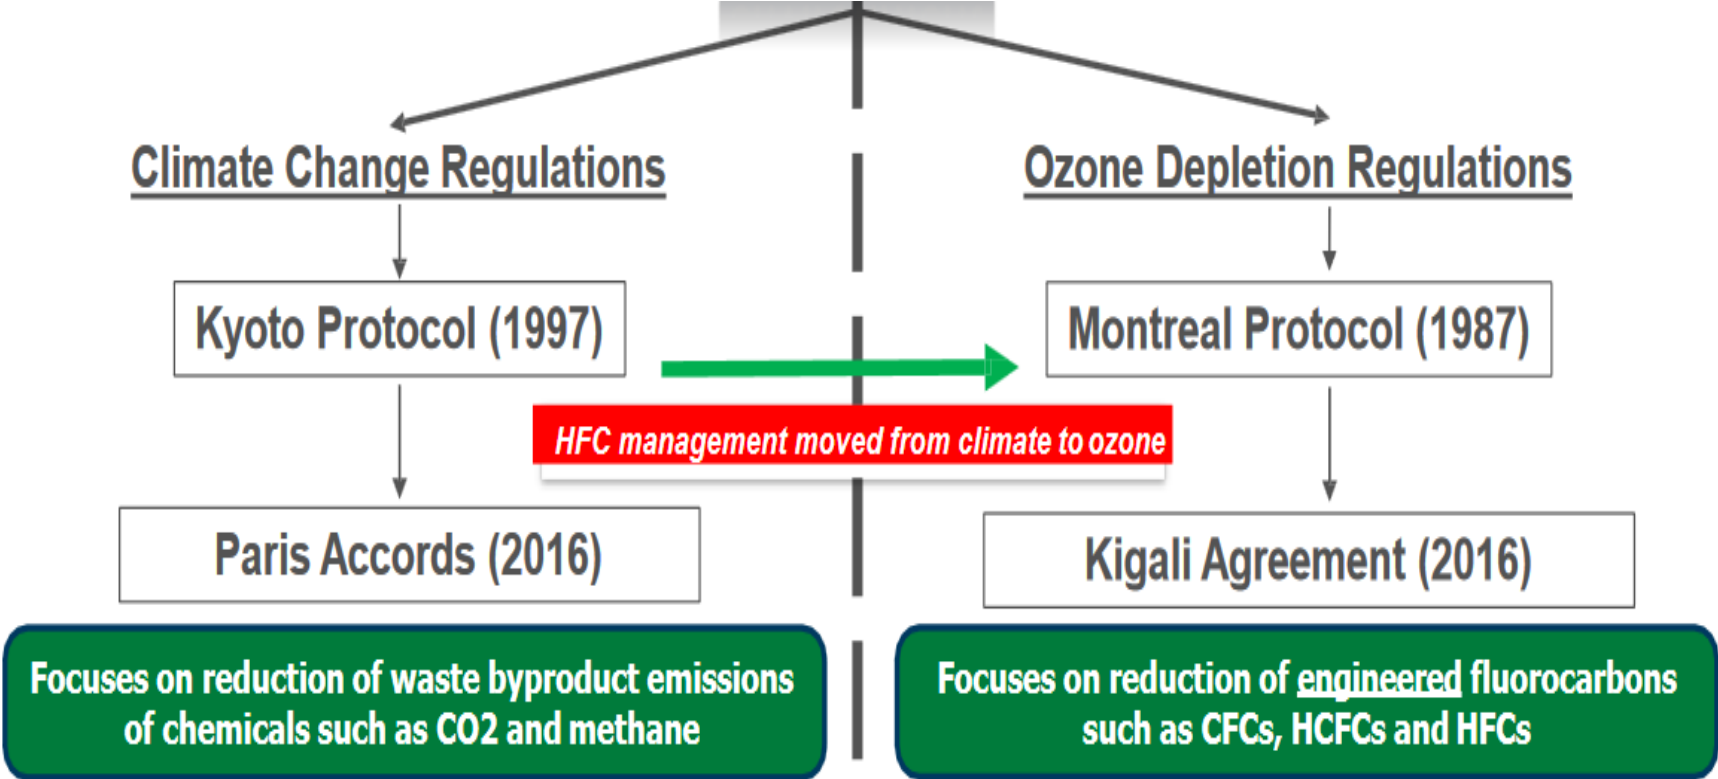 Climate Change Regulations
Ozone Depletion Regulations
Kyoto Protocol (1997)
Montreal Protocol (1987)
HFC management moved from climate to ozone
Paris Accords (2016)
Kigali Agreement (2016)
Focuses on reduction of waste byproduct emissions
of chemicals such as CO2 and methane
Focuses on reduction of engineered fluorocarbons
such as CFCs, HCFCs and HFCs